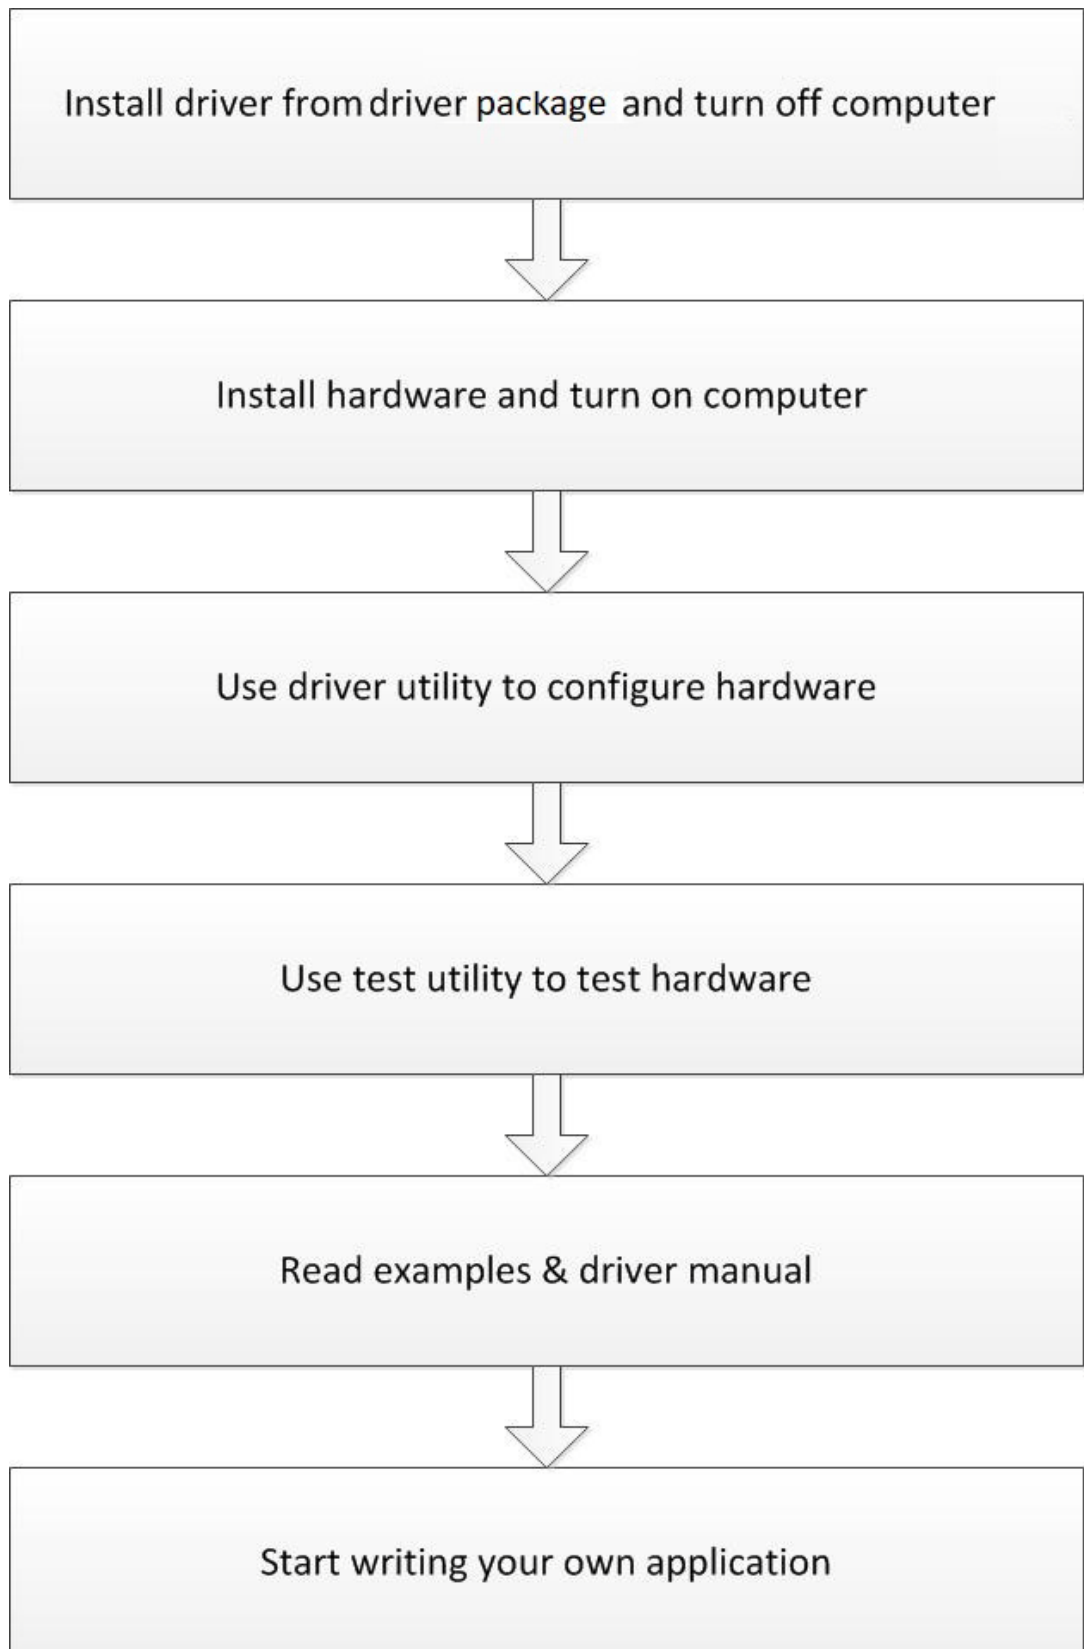 Install driver from driver package and turn off computer
Install hardware and turn on computer
Use driver utility to configure hardware
Use test utility to test hardware
Read examples & driver manual
Start writing your own application